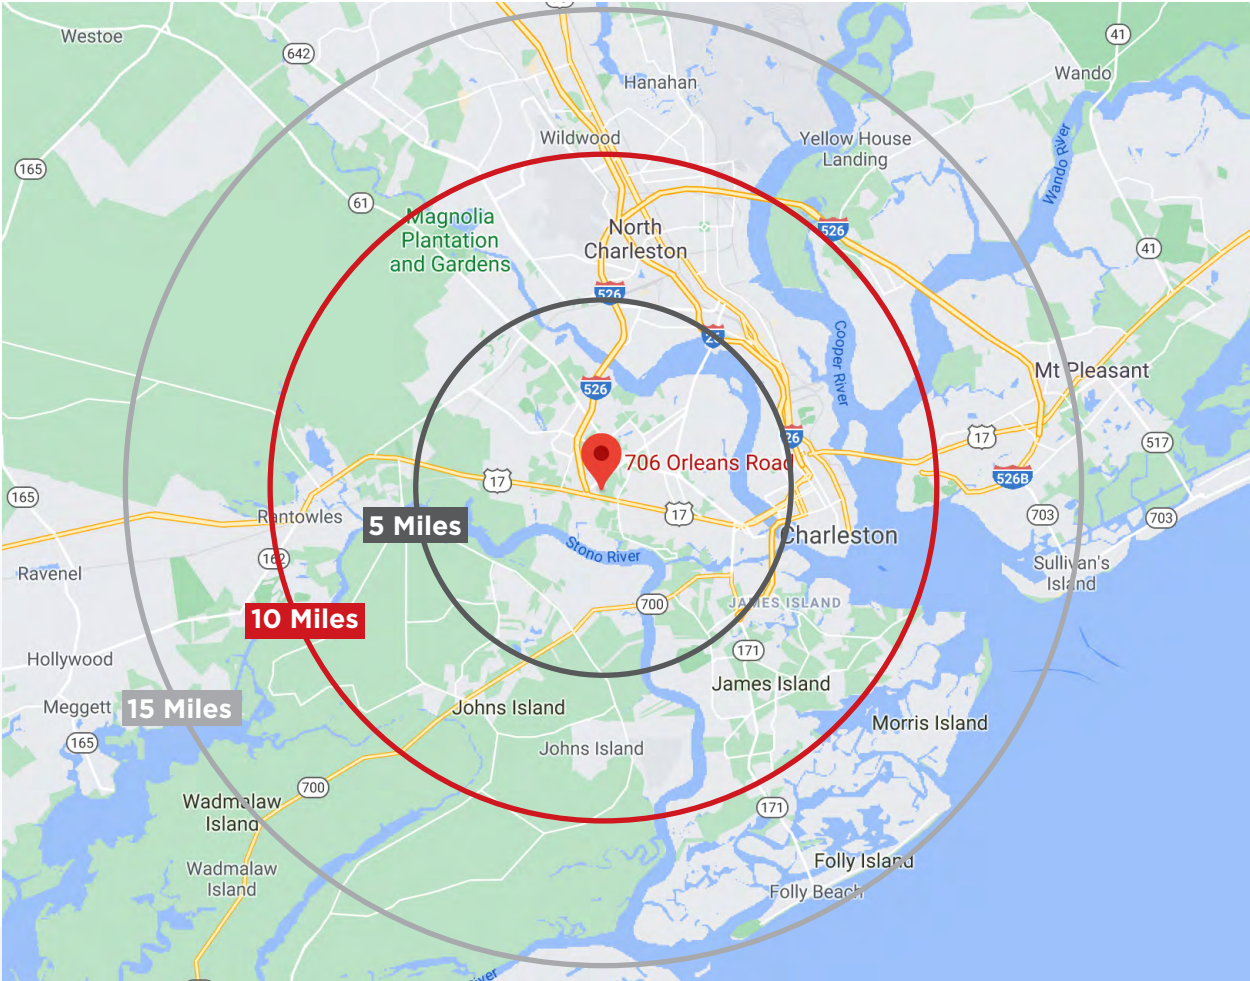 Westoe
642
41
Wando
Hanahan
Wildwood
Yellow House
Landing
Wando River
165
61
Magnolia
Plantation
and Gardens
North
Charleston
526
41
526
Cooper River
526
Mt Pleasant
26
17
517
706 Orleans Road
17
526B
165
17
703
703
Rantowles
5 Miles
Charleston
Stono River
162
Ravenel
Sullivan's
Island
700
JAMES ISLAND
10 Miles
171
Hollywood
James Island
Meggett
15 Miles
Johns Island
Morris Island
165
Johns Island
700
Wadmalaw
Island
171
Wadmalaw
Island
Folly Island
Folly Beach